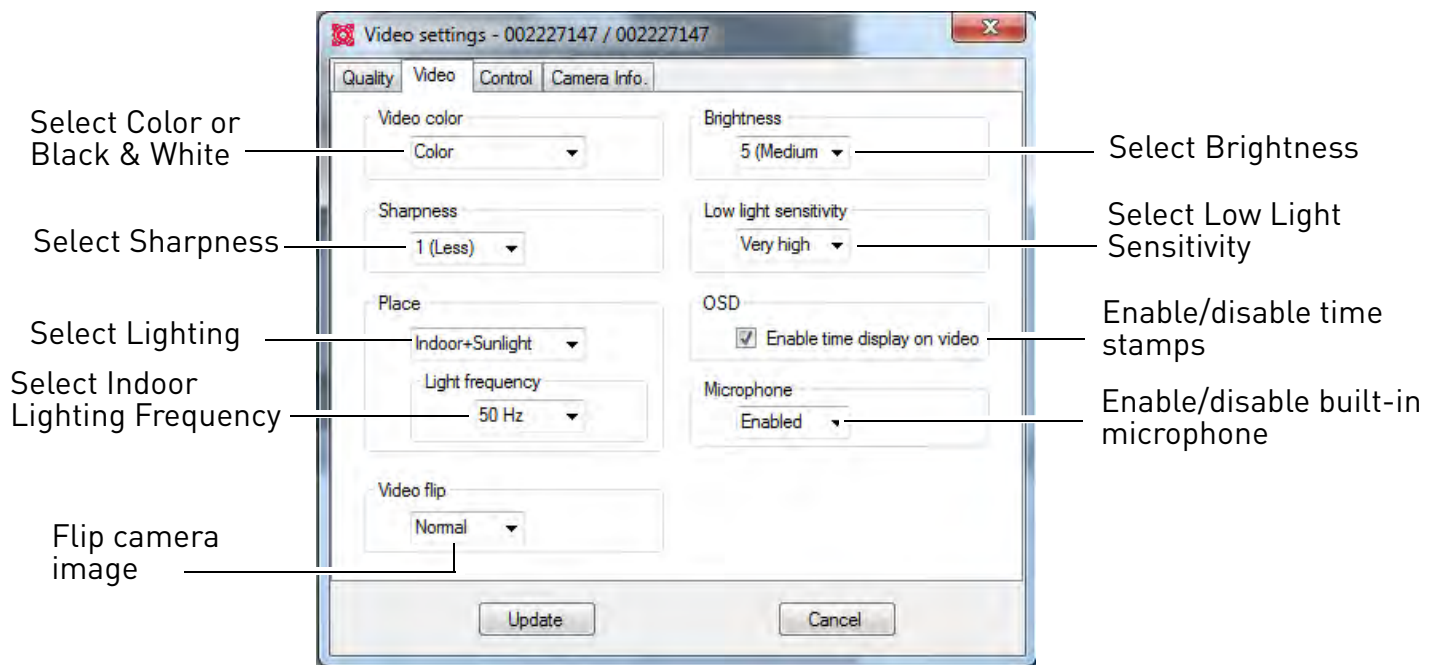 Video settings - 002227147 / 002227147
X
Quality Video Control Camera Info.
Select Color or
Black & White
Video color
Color
Brightness
5 (Medium
Select Brightness
Select Sharpness
Sharpness
1 (Less)
Low light sensitivity
Very high
Select Low Light
Sensitivity
Select Lighting
Place
Indoor+Sunlight
OSD
Enable time display on video
Enable/disable time
stamps
Select Indoor
Lighting Frequency
Light frequency
50 Hz
Microphone
Enabled
Enable/disable built-in
microphone
Flip camera
image
Video flip
Normal
Update
Cancel